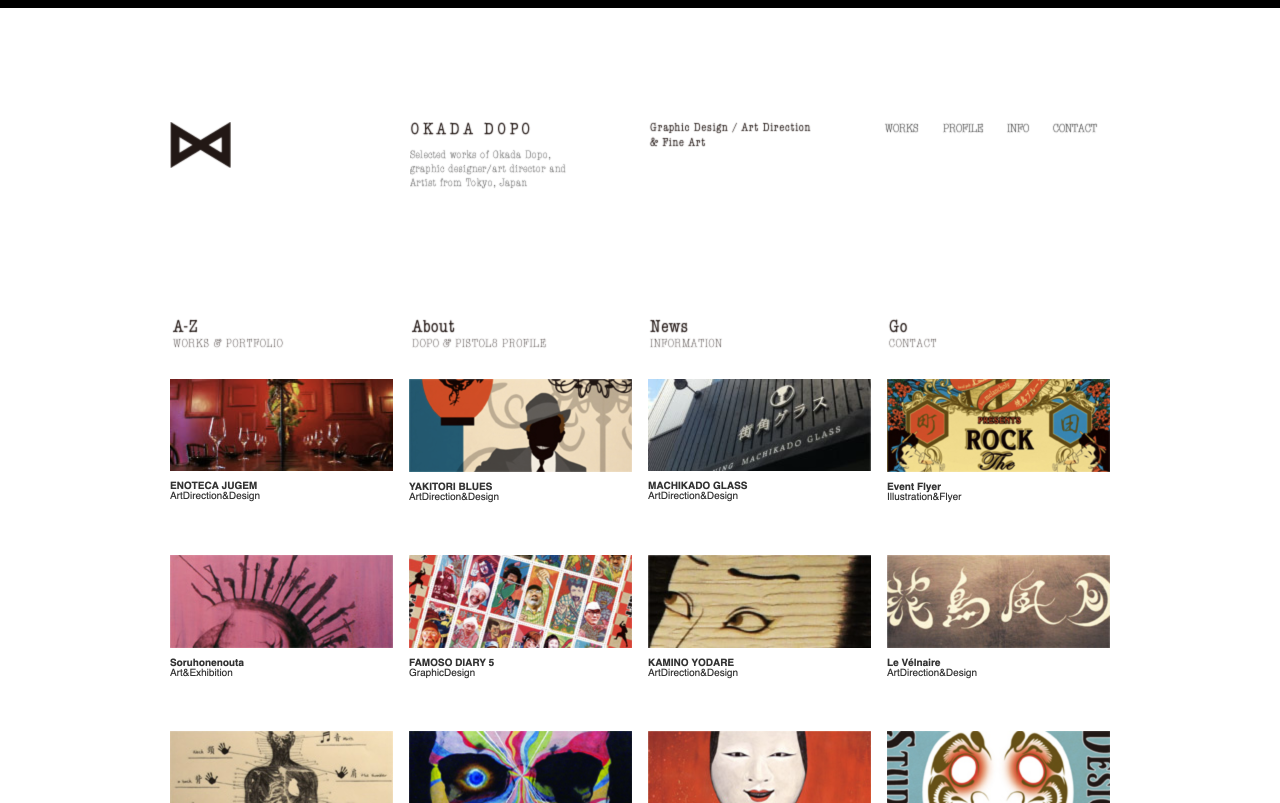 OKADA DOPO
Selected works of Okada Dopo,
graphic designer/art director and
Artist from Tokyo, Japan
Graphic Design / Art Direction
& Fine Art
WORKS PROFILE INFO CONTACT
A-Z
WORKS & PORTFOLIO
About
DOPO & PISTOLS PROFILE
News
INFORMATION
Go
CONTACT
街角グラス
MACHIKADO GLASS
PRESENTS
町 田
ROCK
The
ENOTECA JUGEM
ArtDirection&Design
YAKITORI BLUES
ArtDirection&Design
MACHIKADO GLASS
ArtDirection&Design
Event Flyer
Illustration&Flyer
花鳥風月
Soruhonenouta
Art&Exhibition
FAMOSO DIARY 5
GraphicDesign
KAMINO YODARE
ArtDirection&Design
Le Vélnaire
ArtDirection&Design